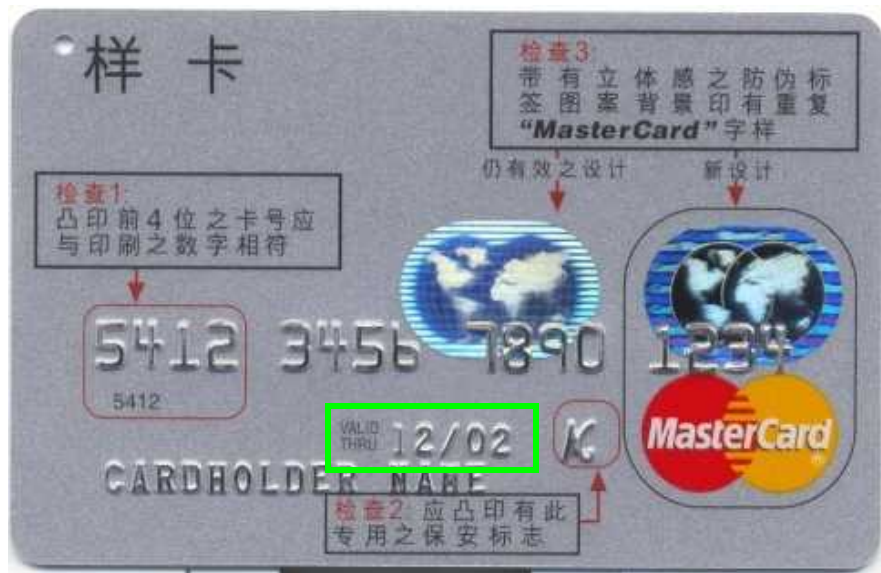 样卡
检查3:
带有立体感之防伪标
签图案背景印有重复
“MasterCard”字样
仍有效之设计 新设计
检查1:
凸印前4位之卡号应
与印刷之数字相符
5412 3456 7890 1234
5412
VALID
THRU 12/02
MasterCard
CARDHOLDER NAME
检查2: 应凸印有此
专用之保安标志